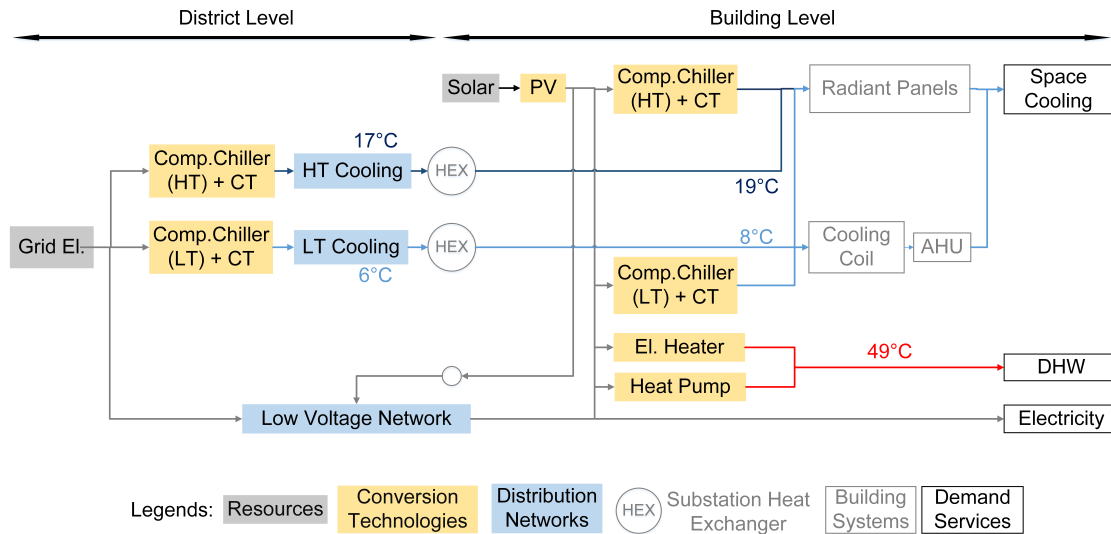 District Level
Building Level
Solar
PV
Comp.Chiller
(HT) + CT
Radiant Panels
Space
Cooling
17°C
Comp.Chiller
(HT) + CT
HT Cooling
HEX
19°C
Grid El.
Comp.Chiller
(LT) + CT
LT Cooling
6°C
HEX
8°C
Cooling
Coil
AHU
Comp.Chiller
(LT) + CT
El. Heater
49°C
Heat Pump
DHW
Low Voltage Network
Electricity
Legends:
Resources
Conversion
Technologies
Distribution
Networks
HEX
Substation Heat
Exchanger
Building
Systems
Demand
Services